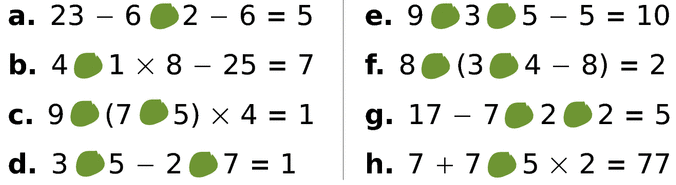 a. 23 − 6 2 − 6 = 5
b. 4 1 × 8 − 25 = 7
c. 9 (7 5) × 4 = 1
d. 3 5 − 2 7 = 1
e. 9 3 5 − 5 = 10
f. 8 (3 4 − 8) = 2
g. 17 − 7 2 2 = 5
h. 7 + 7 5 × 2 = 77